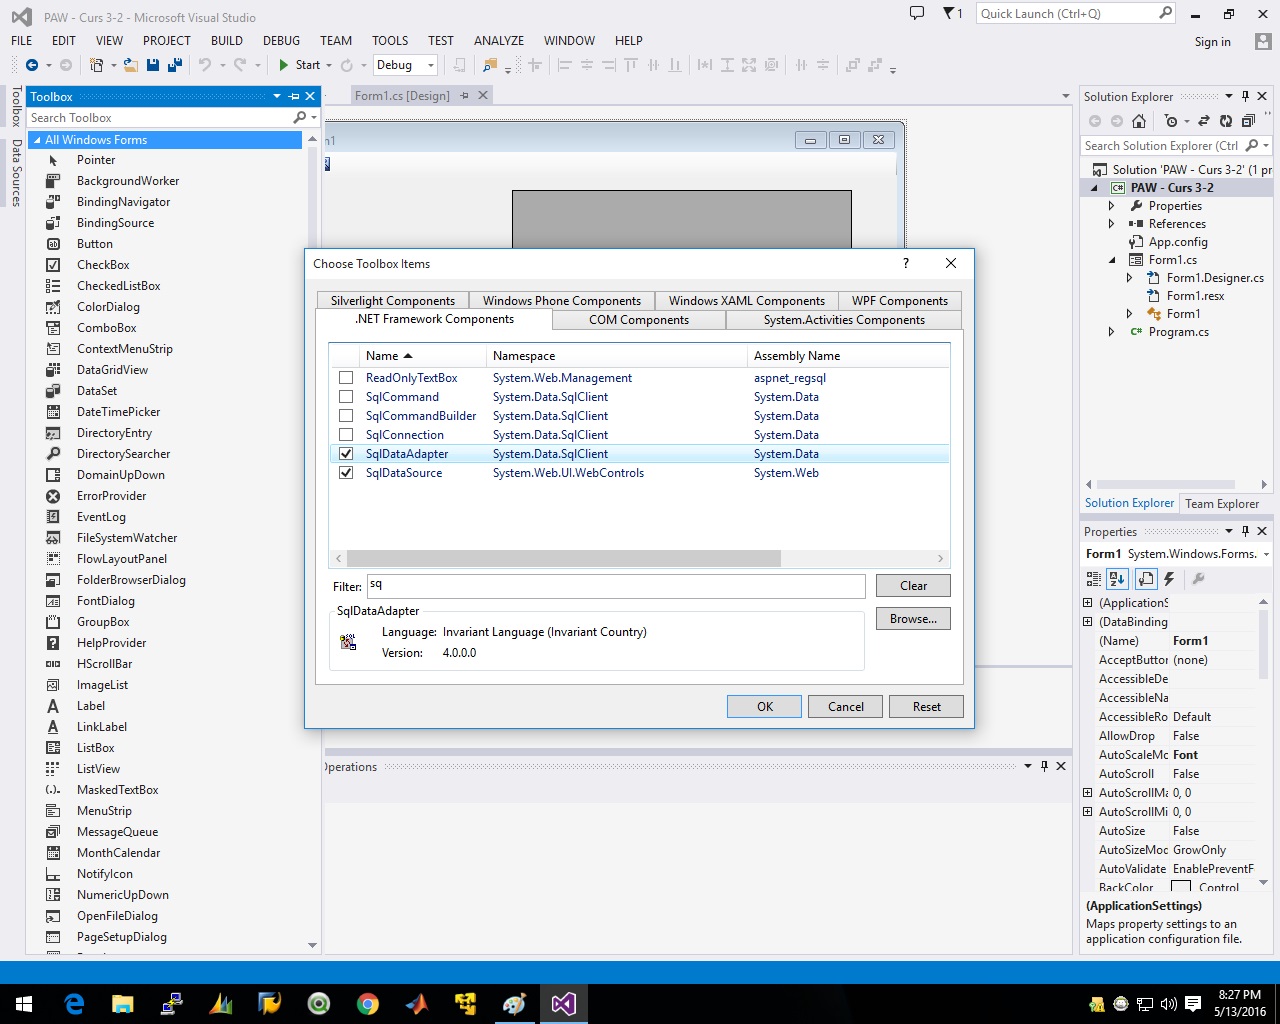 PAW - Curs 3-2 - Microsoft Visual Studio
1
Quick Launch (Ctrl+Q)
FILE EDIT VIEW PROJECT BUILD DEBUG TEAM TOOLS TEST ANALYZE WINDOW HELP
Sign in
Start Debug
Toolbox
Data Sources
Toolbox
Search Toolbox
All Windows Forms
Pointer
BackgroundWorker
BindingNavigator
BindingSource
Button
CheckBox
CheckedListBox
ColorDialog
ComboBox
ContextMenuStrip
DataGridView
DataSet
DateTimePicker
DirectoryEntry
DirectorySearcher
DomainUpDown
ErrorProvider
EventLog
FileSystemWatcher
FlowLayoutPanel
FolderBrowserDialog
FontDialog
GroupBox
HelpProvider
HScrollBar
ImageList
Label
LinkLabel
ListBox
ListView
MaskedTextBox
MenuStrip
MessageQueue
MonthCalendar
NotifyIcon
NumericUpDown
OpenFileDialog
PageSetupDialog
Form1.cs [Design]
m1
Choose Toolbox Items
?
Silverlight Components Windows Phone Components Windows XAML Components WPF Components
.NET Framework Components COM Components System.Activities Components
Name Namespace Assembly Name
ReadOnlyTextBox System.Web.Management aspnet_regsql
SqlCommand System.Data.SqlClient System.Data
SqlCommandBuilder System.Data.SqlClient System.Data
SqlConnection System.Data.SqlClient System.Data
SqlDataAdapter System.Data.SqlClient System.Data
SqlDataSource System.Web.UI.WebControls System.Web
Filter: sq
Clear
SqlDataAdapter
Language: Invariant Language (Invariant Country)
Version: 4.0.0.0
Browse...
OK Cancel Reset
Operations
Solution Explorer
Search Solution Explorer (Ctrl
Solution 'PAW - Curs 3-2' (1 pr
C# PAW - Curs 3-2
Properties
References
App.config
Form1.cs
Form1.Designer.cs
Form1.resx
Form1
C# Program.cs
Solution Explorer Team Explorer
Properties
Form1 System.Windows.Forms.
(ApplicationS
(DataBinding
(Name) Form1
AcceptButton (none)
AccessibleDe
AccessibleNa
AccessibleRo Default
AllowDrop False
AutoScaleMo Font
AutoScroll False
AutoScrollMa 0, 0
AutoScrollMi 0, 0
AutoSize False
AutoSizeMod GrowOnly
AutoValidate EnablePreventF
BackColor Control
(ApplicationSettings)
Maps property settings to an
application configuration file.
8:27 PM
5/13/2016